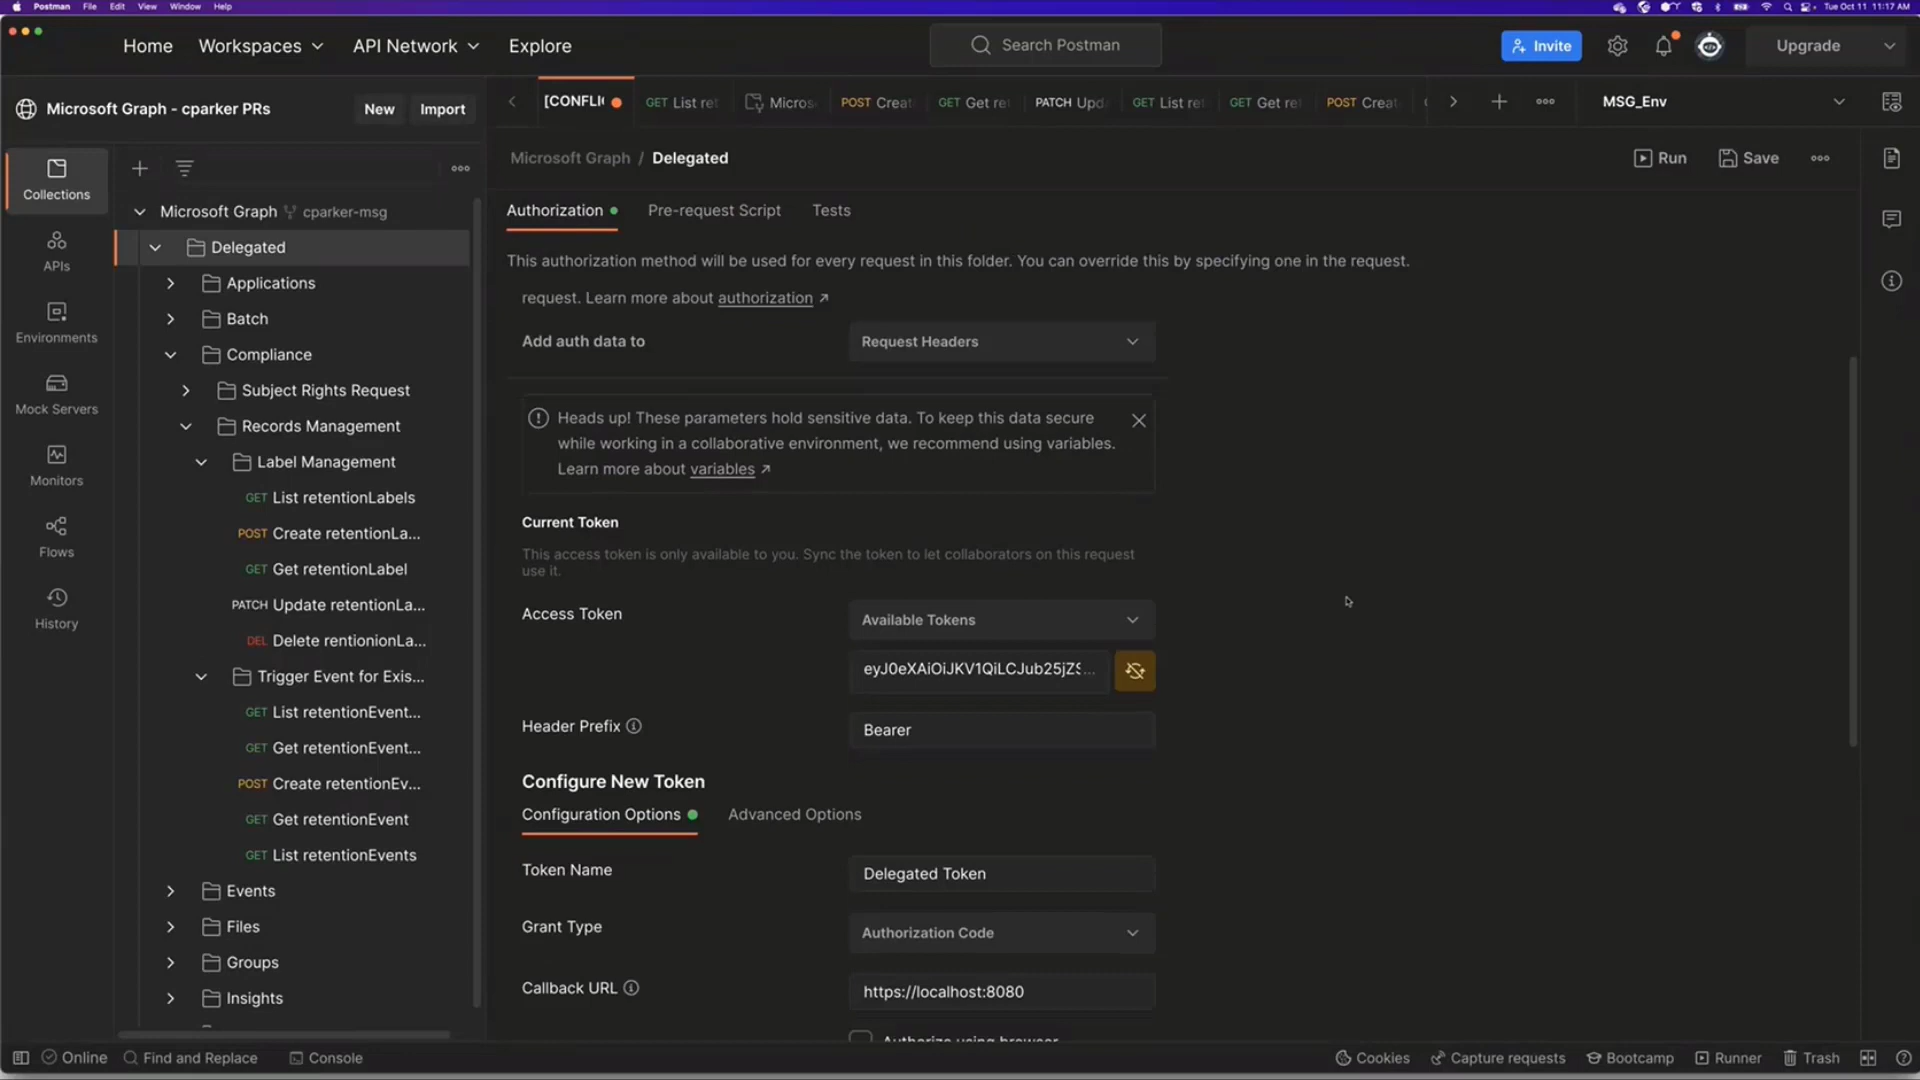 Postman File Edit View Window Help
Tue Oct 11 11:17 AM
Home Workspaces API Network Explore
Search Postman
Invite
Upgrade
Microsoft Graph - cparker PRs
New Import
[CONFLI
GET List ret
Micros
POST Creat
GET Get re
PATCH Upd
GET List re
GET Get re
POST Creat
MSG_Env
Collections
APIs
Environments
Mock Servers
Monitors
Flows
History
Microsoft Graph cparker-msg
Delegated
Applications
Batch
Compliance
Subject Rights Request
Records Management
Label Management
GET List retentionLabels
POST Create retentionLa...
GET Get retentionLabel
PATCH Update retentionLa...
DEL Delete rentionionLa...
Trigger Event for Exis...
GET List retentionEvent...
GET Get retentionEvent...
POST Create retentionEv...
GET Get retentionEvent
GET List retentionEvents
Events
Files
Groups
Insights
Microsoft Graph / Delegated
Run
Save
Authorization
Pre-request Script
Tests
This authorization method will be used for every request in this folder. You can override this by specifying one in the request.
request. Learn more about authorization ↗
Add auth data to
Request Headers
Heads up! These parameters hold sensitive data. To keep this data secure
while working in a collaborative environment, we recommend using variables.
Learn more about variables ↗
Current Token
This access token is only available to you. Sync the token to let collaborators on this request
use it.
Access Token
Available Tokens
eyJ0eXAiOiJKV1QiLCJub25jZS...
Header Prefix
Bearer
Configure New Token
Configuration Options
Advanced Options
Token Name
Delegated Token
Grant Type
Authorization Code
Callback URL
https://localhost:8080
Authorize using browser
Online
Find and Replace
Console
Cookies
Capture requests
Bootcamp
Runner
Trash